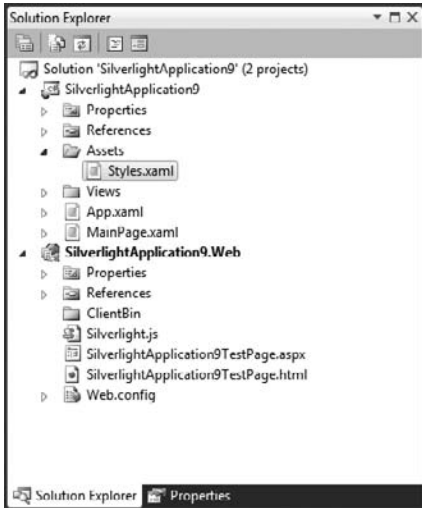 Solution Explorer
Solution 'SilverlightApplication9' (2 projects)
SilverlightApplication9
Properties
References
Assets
Styles.xaml
Views
App.xaml
MainPage.xaml
SilverlightApplication9.Web
Properties
References
ClientBin
Silverlight.js
SilverlightApplication9TestPage.aspx
SilverlightApplication9TestPage.html
Web.config
Solution Explorer Properties